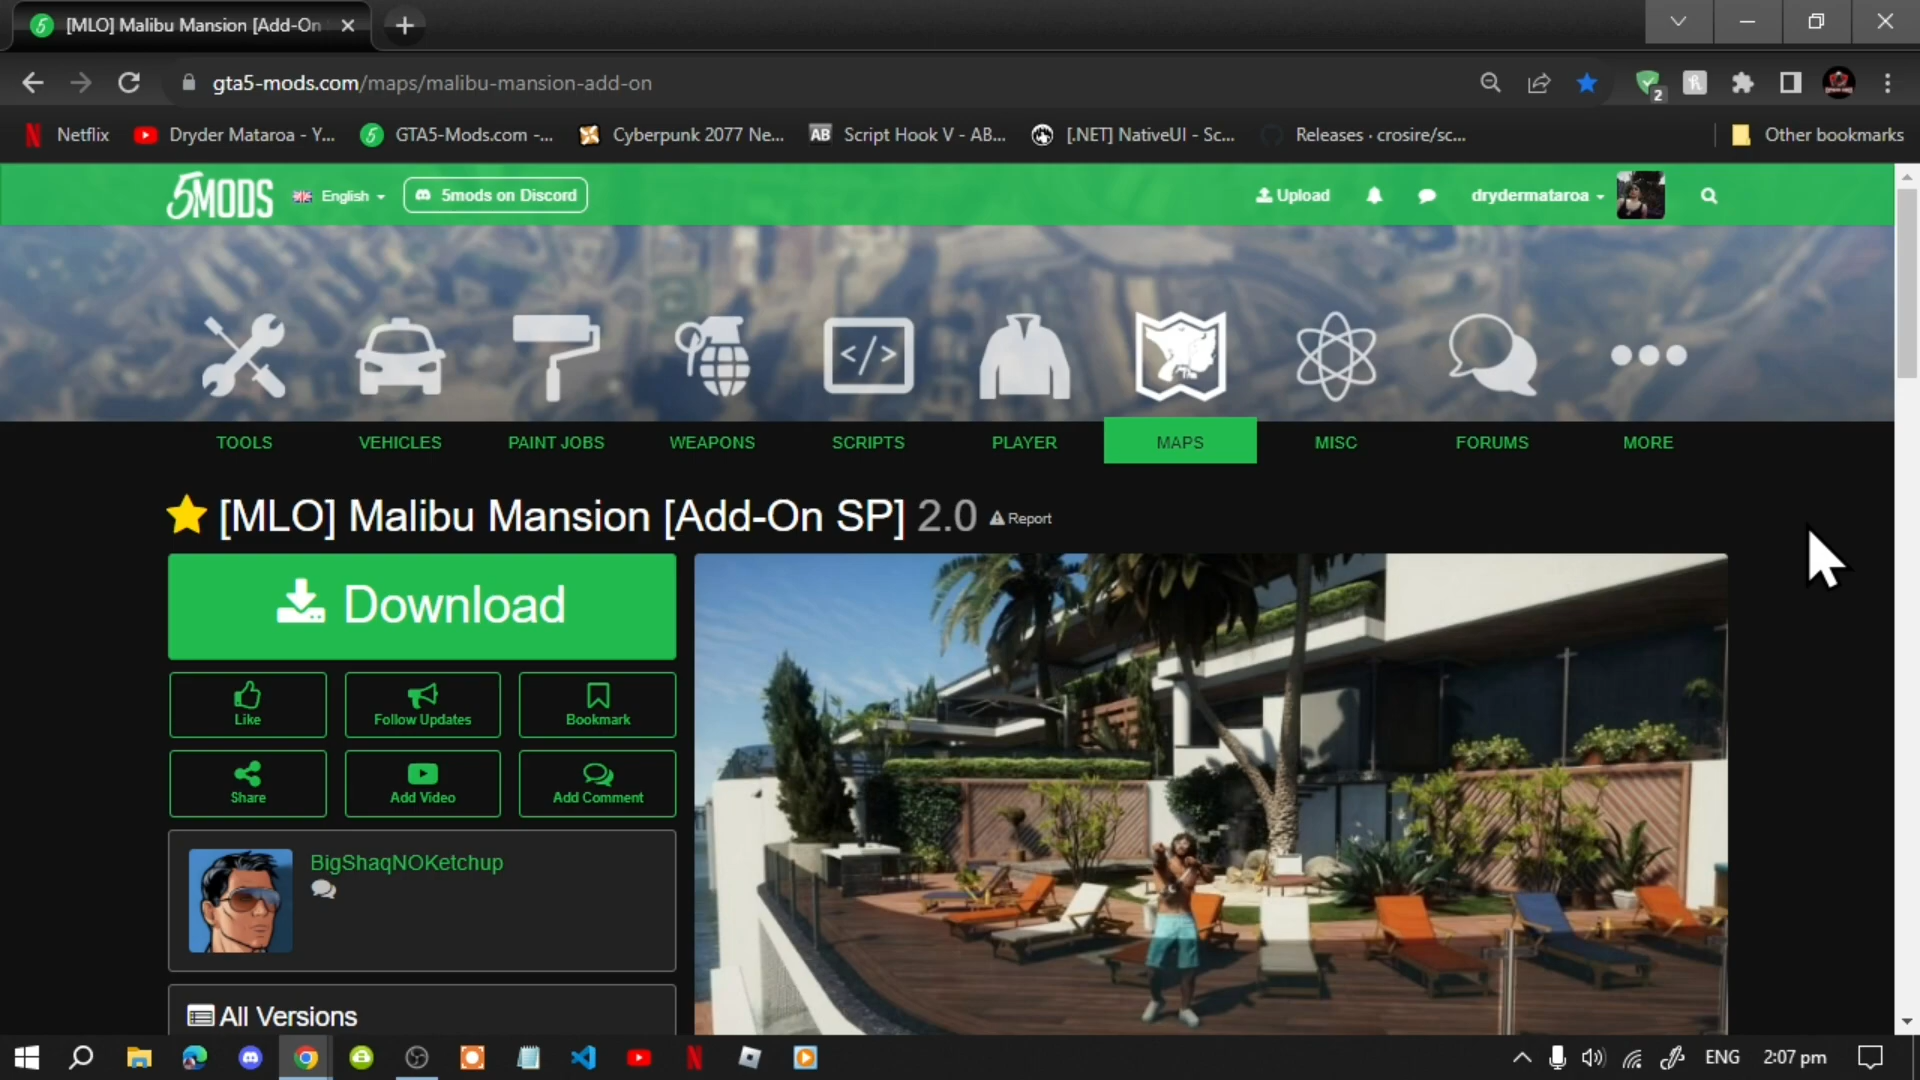 [MLO] Malibu Mansion [Add-On
gta5-mods.com/maps/malibu-mansion-add-on
2
Netflix
Dryder Mataroa - Y...
GTA5-Mods.com -...
Cyberpunk 2077 Ne...
AB Script Hook V - AB...
[.NET] NativeUI - Sc...
Releases · crosire/sc...
Other bookmarks
5MODS
English
5mods on Discord
Upload
drydermataroa
TOOLS
VEHICLES
PAINT JOBS
WEAPONS
SCRIPTS
PLAYER
MAPS
MISC
FORUMS
MORE
[MLO] Malibu Mansion [Add-On SP] 2.0
Report
Download
Like
Follow Updates
Bookmark
Share
Add Video
Add Comment
BigShaqNOKetchup
All Versions
ENG
2:07 pm